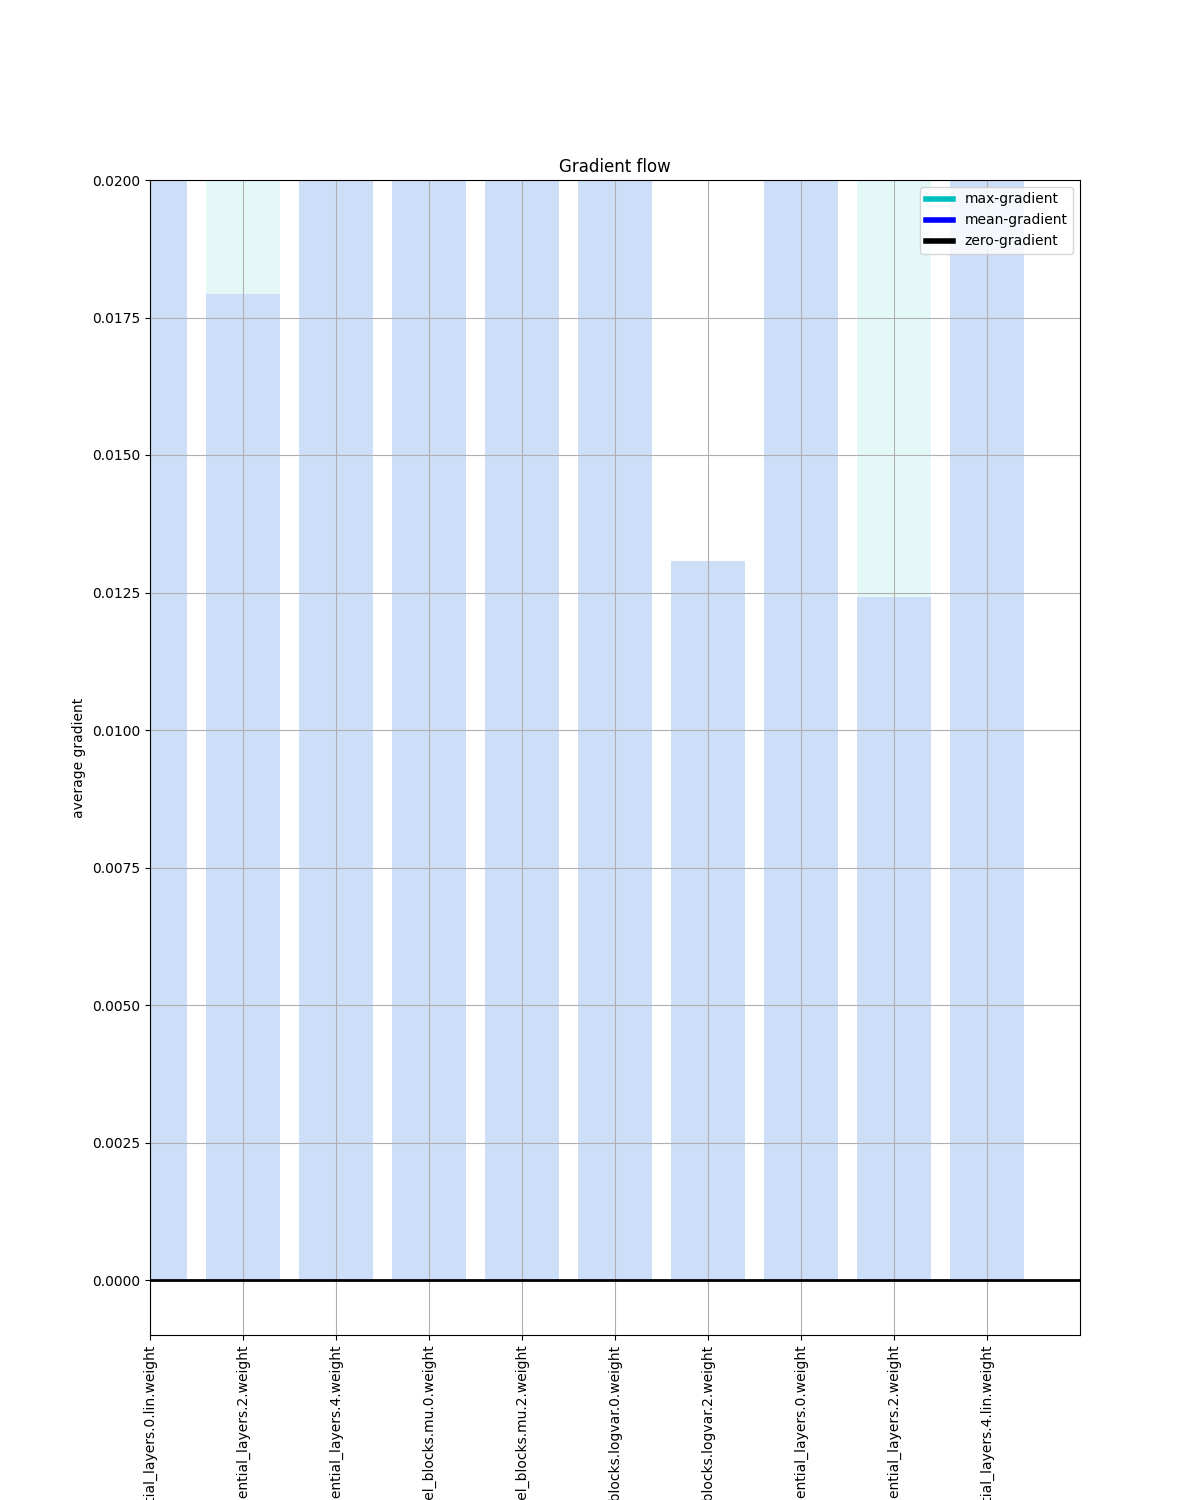 Gradient flow
0.0200
0.0175
0.0150
0.0125
0.0100
0.0075
0.0050
0.0025
0.0000
average gradient
max-gradient
mean-gradient
zero-gradient
tial_layers.0.lin.weight
ential_layers.2.weight
ential_layers.4.weight
el_blocks.mu.0.weight
el_blocks.mu.2.weight
blocks.logvar.0.weight
blocks.logvar.2.weight
ential_layers.0.weight
ential_layers.2.weight
tial_layers.4.lin.weight